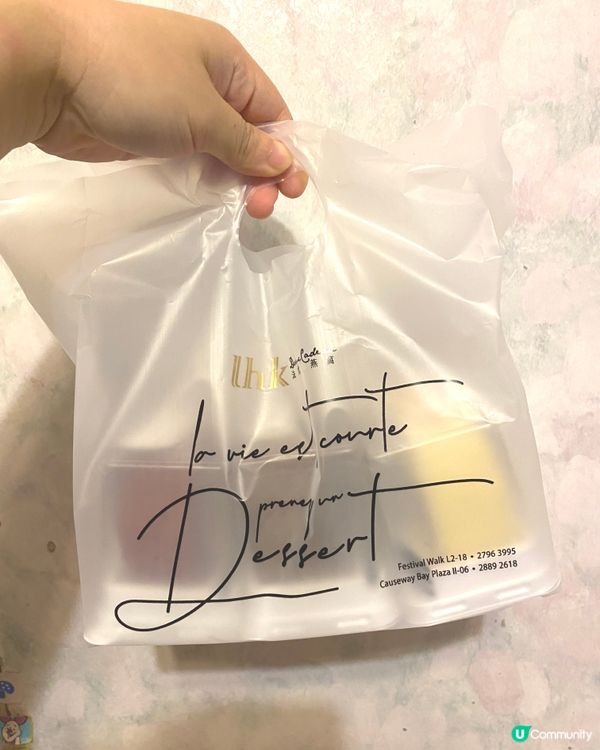 lhk
la vie est courte
prenez un
Dessert
Festival Walk L2-18 • 2796 3995
Causeway Bay Plaza II-06 • 2889 2618
U Community